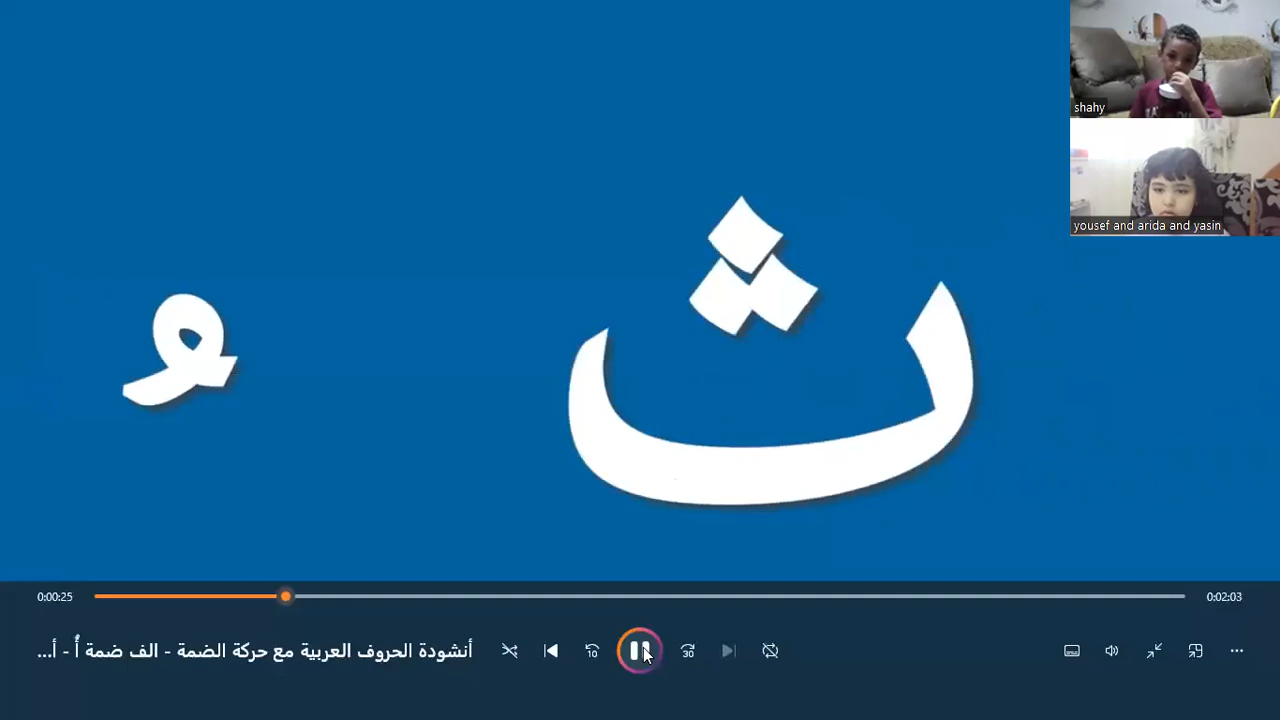 shahy
yousef and arida and yasin
ث ُ
0:00:25
0:02:03
أنشودة الحروف العربية مع حركة الضمة - الف ضمة أُ - أ...
10
30